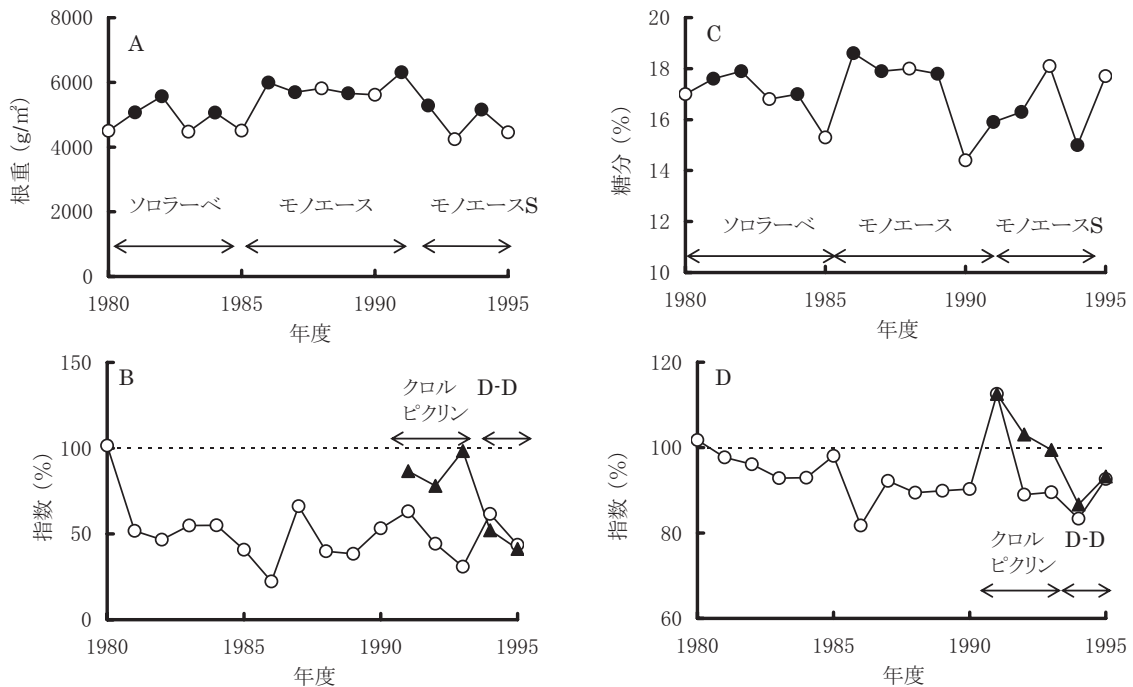 A
8000
6000
4000
2000
0
根重 (g/㎡)
ソロラーベ
モノエース
モノエースS
1980
1985
1990
1995
年度
C
20
18
16
14
12
10
糖分 (%)
ソロラーベ
モノエース
モノエースS
1980
1985
1990
1995
年度
B
150
100
50
0
指数 (%)
クロル
ピクリン
D-D
1980
1985
1990
1995
年度
D
120
100
80
60
指数 (%)
クロル
ピクリン
D-D
1980
1985
1990
1995
年度